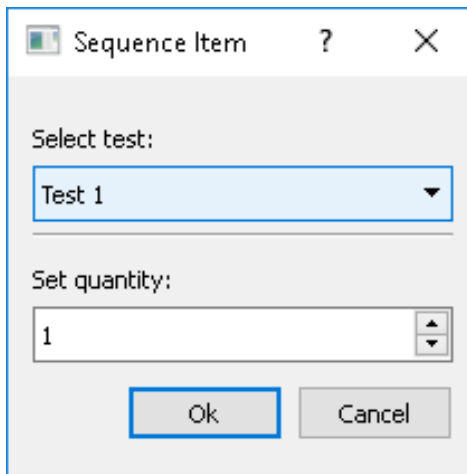 Sequence Item ?
Select test:
Test 1
Set quantity:
1
Ok Cancel